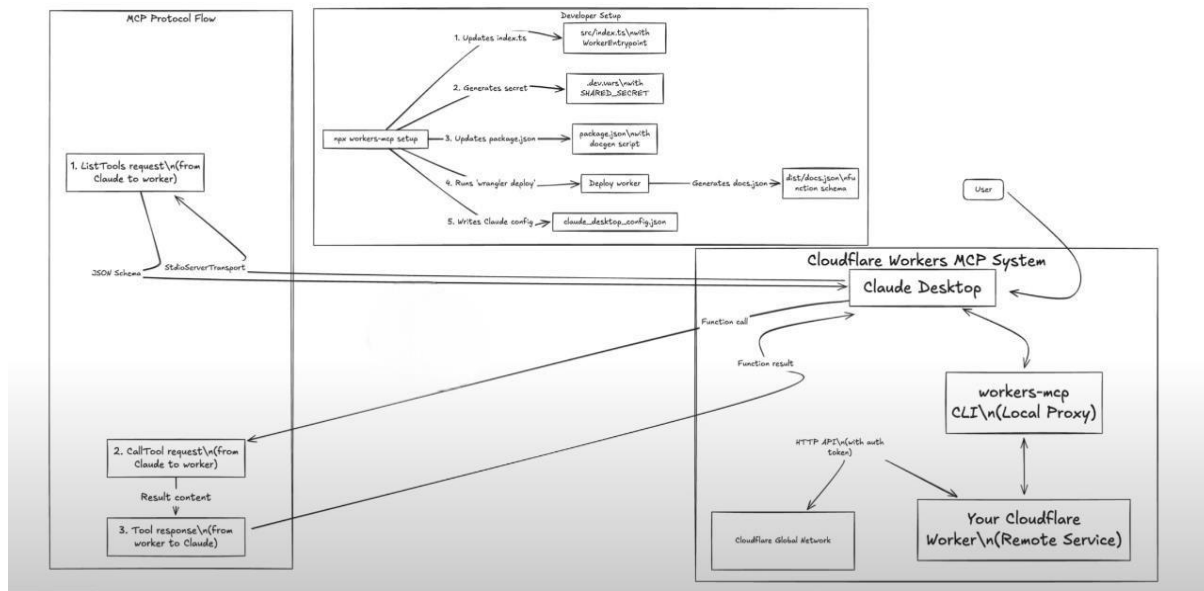 MCP Protocol Flow
1. ListTools request\n(from
Claude to worker)
JSON Schema
StdioServerTransport
2. CallTool request\n(from
Claude to worker)
Result content
3. Tool response\n(from
worker to Claude)
Developer Setup
npx workers-mcp setup
1. Updates index.ts
src/index.ts\nwith
WorkerEntrypoint
2. Generates secret
.dev.vars\nwith
SHARED_SECRET
3. Updates package.json
package.json\nwith
docgen script
4. Runs 'wrangler deploy'
Deploy worker
Generates docs.json
dist/docs.json\nfu
nction schema
5. Writes Claude config
claude_desktop_config.json
User
Cloudflare Workers MCP System
Claude Desktop
Function call
Function result
workers-mcp
CLI\n(Local Proxy)
HTTP API\n(with auth
token)
Cloudflare Global Network
Your Cloudflare
Worker\n(Remote Service)